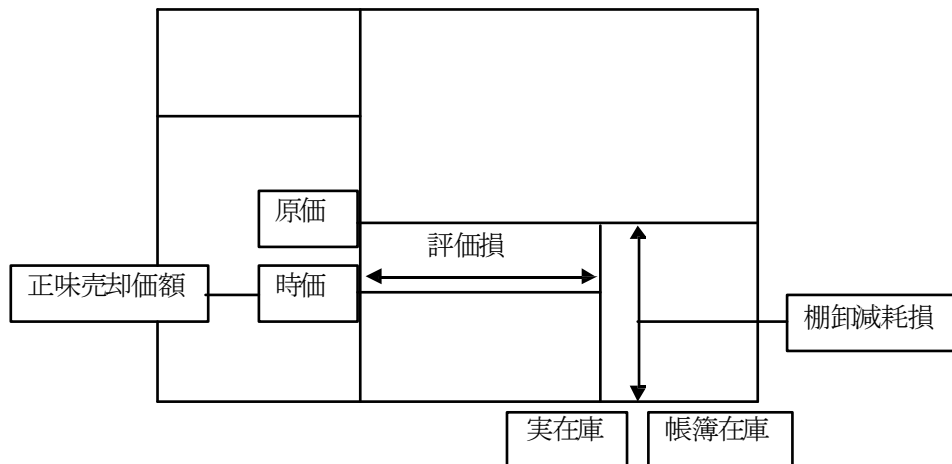 原価
評価損
正味売却価額
時価
棚卸減耗損
実在庫
帳簿在庫